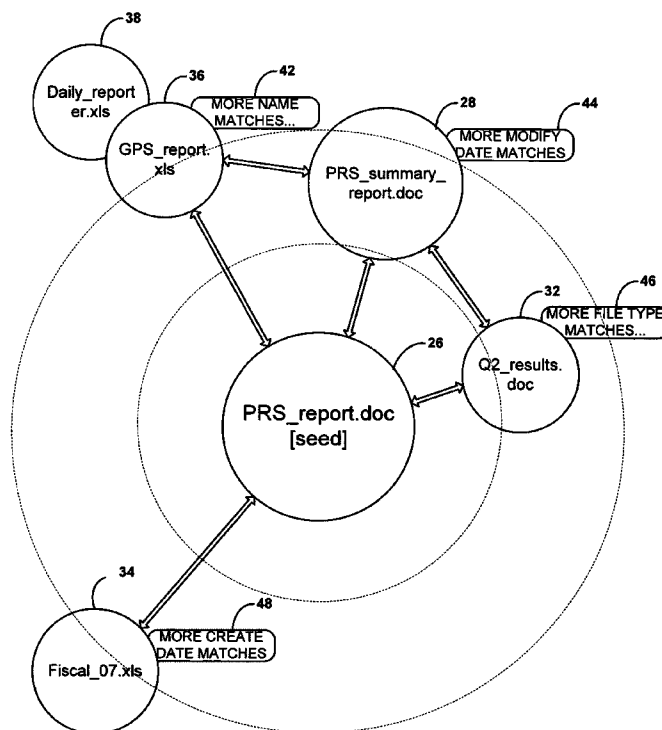 38
Daily_report
er.xls
36
GPS_report.
xls
42
MORE NAME
MATCHES...
28
PRS_summary_
report.doc
44
MORE MODIFY
DATE MATCHES
32
Q2_results.
doc
46
MORE FILE TYPE
MATCHES...
26
PRS_report.doc
[seed]
34
Fiscal_07.xls
48
MORE CREATE
DATE MATCHES